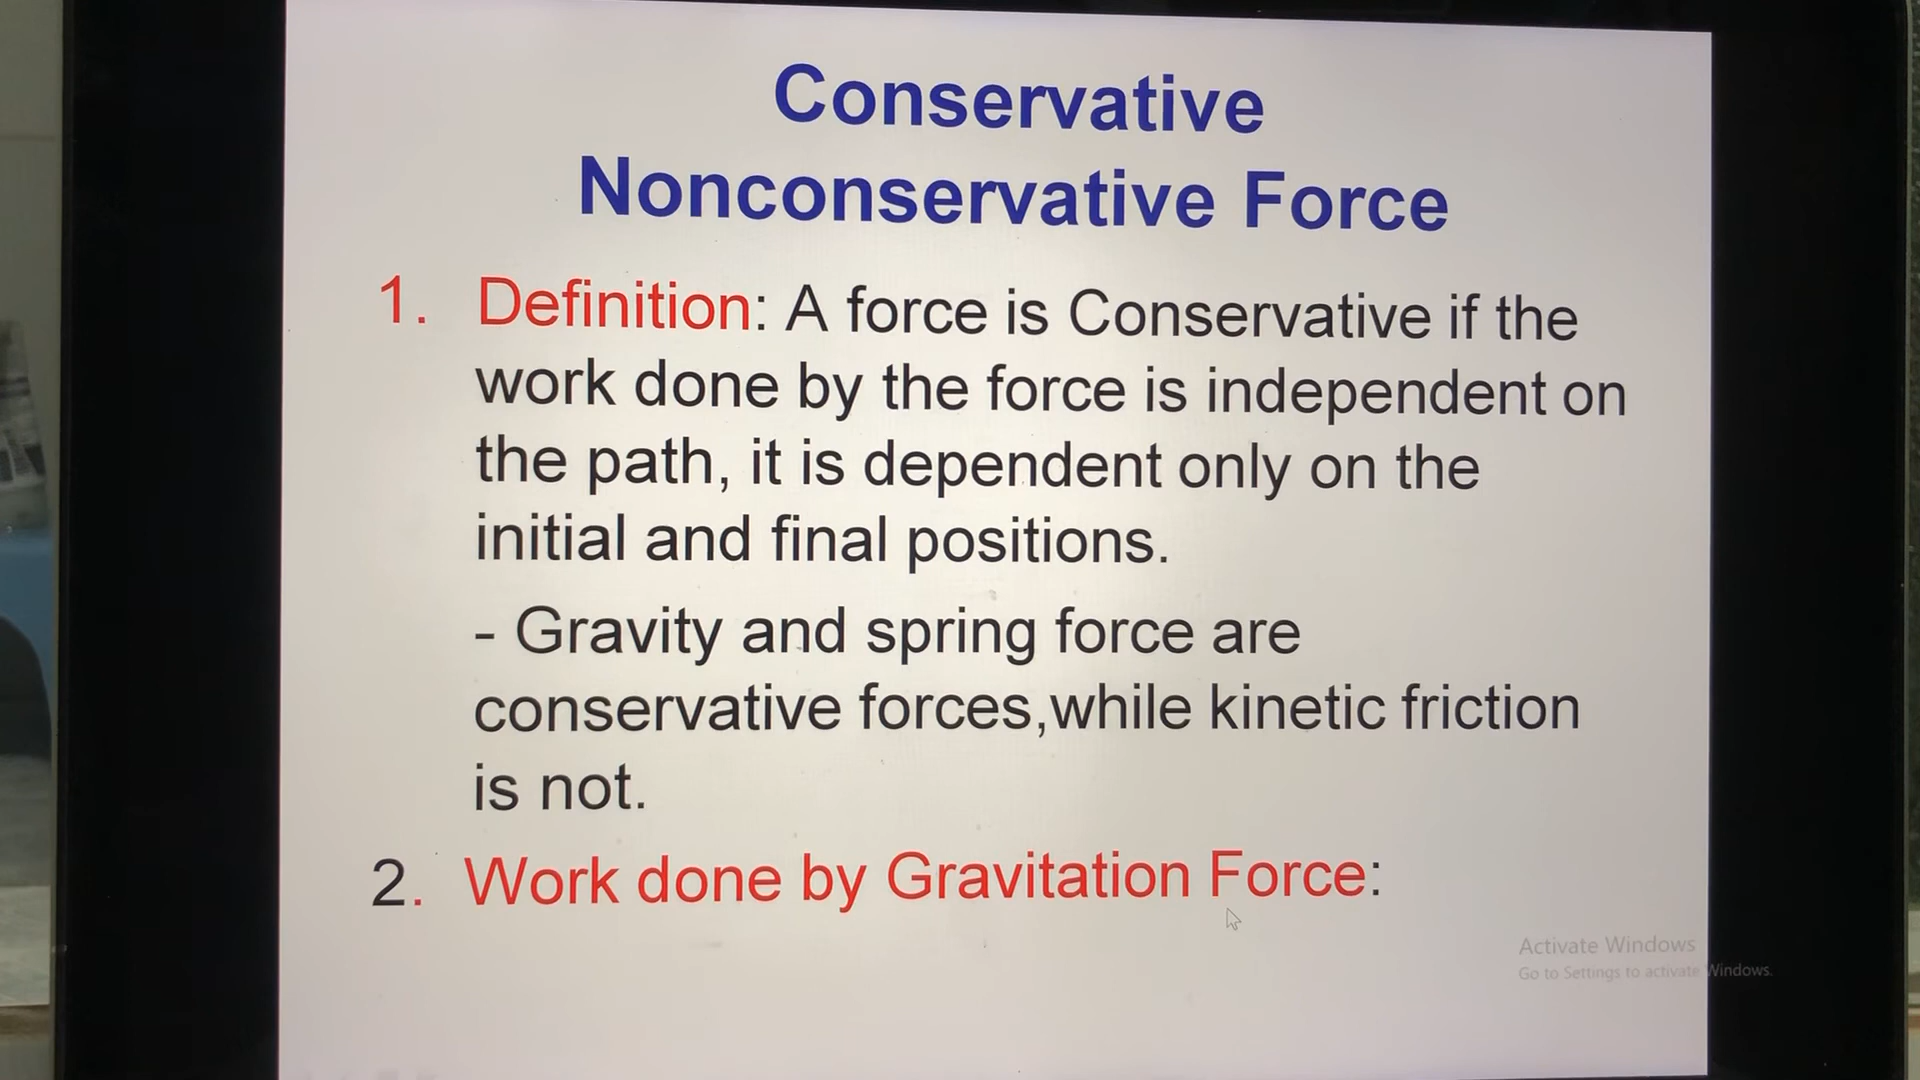 Conservative
Nonconservative Force
1. Definition: A force is Conservative if the
work done by the force is independent on
the path, it is dependent only on the
initial and final positions.
- Gravity and spring force are
conservative forces,while kinetic friction
is not.
2. Work done by Gravitation Force:
Activate Windows
Go to Settings to activate Windows.